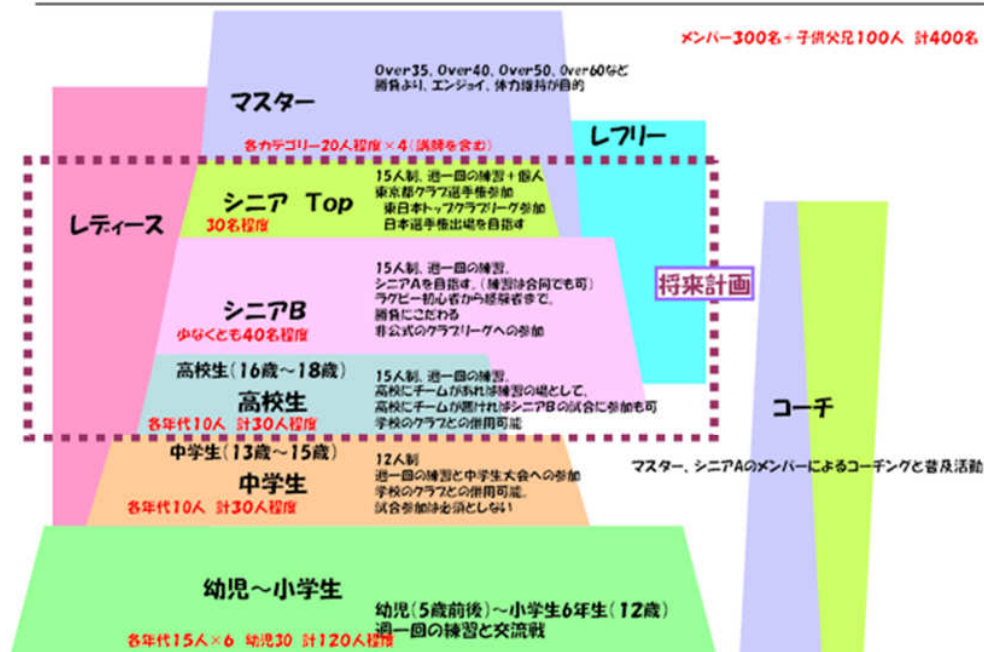 メンバー300名+子供父兄100人 計400名
マスター
Over35、Over40、Over50、Over60など
勝負より、エンジョイ、体力維持が目的
各カテゴリー20人程度×4(講師を含む)
レフリー
レディース
シニア Top
30名程度
15人制、週一回の練習+個人
東京都クラブ選手権参加
東日本トップクラブリーグ参加
日本選手権出場を目指す
将来計画
シニアB
少なくとも40名程度
15人制、週一回の練習。
シニアAを目指す。(練習は合同でも可)
ラグビー初心者から経験者まで。
勝負にこだわる
非公式のクラブリーグへの参加
高校生(16歳~18歳)
高校生
各年代10人 計30人程度
15人制、週一回の練習。
高校にチームがあれば練習の場として、
高校にチームが無ければシニアBの試合に参加も可
学校のクラブとの併用可能
コーチ
マスター、シニアAのメンバーによるコーチングと普及活動
中学生(13歳~15歳)
中学生
各年代10人 計30人程度
12人制
週一回の練習と中学生大会への参加
学校のクラブとの併用可能。
試合参加は必須としない
幼児~小学生
各年代15人×6 幼児30 計120人程度
幼児(5歳前後)~小学生6年生(12歳)
週一回の練習と交流戦